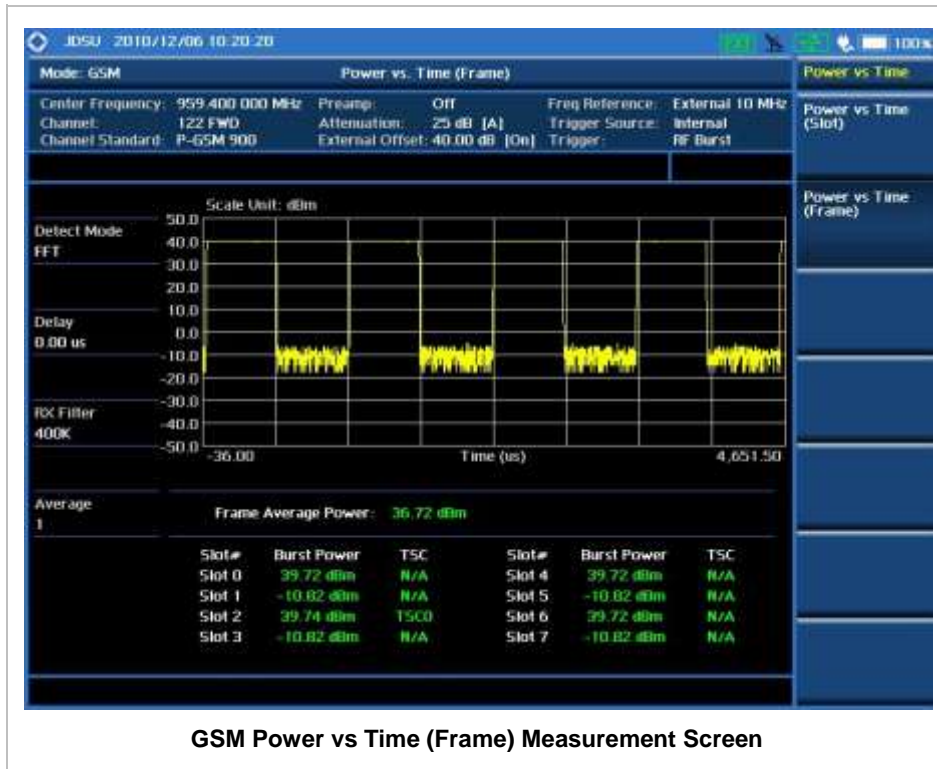 JDSU 2010/12/06 10:20:20
100%
Mode: GSM
Power vs. Time (Frame)
Power vs Time
Center Frequency: 959.400 000 MHz
Preamp: Off
Freq Reference: External 10 MHz
Channel: 122 FWD
Attenuation: 25 dB [A]
Trigger Source: Internal
Channel Standard: P-GSM 900
External Offset: 40.00 dB [On]
Trigger: RF Burst
Power vs Time
(Slot)
Power vs Time
(Frame)
Scale Unit: dBm
50.0
40.0
30.0
20.0
10.0
0.0
-10.0
-20.0
-30.0
-40.0
-50.0
-36.00
Time (us)
4,651.50
Detect Mode
FFT
Delay
0.00 us
RX Filter
400K
Average
1
Frame Average Power: 36.72 dBm
Slot# Burst Power TSC Slot# Burst Power TSC
Slot 0 39.72 dBm N/A Slot 4 39.72 dBm N/A
Slot 1 -10.82 dBm N/A Slot 5 -10.82 dBm N/A
Slot 2 39.74 dBm TSC0 Slot 6 39.72 dBm N/A
Slot 3 -10.82 dBm N/A Slot 7 -10.82 dBm N/A
GSM Power vs Time (Frame) Measurement Screen